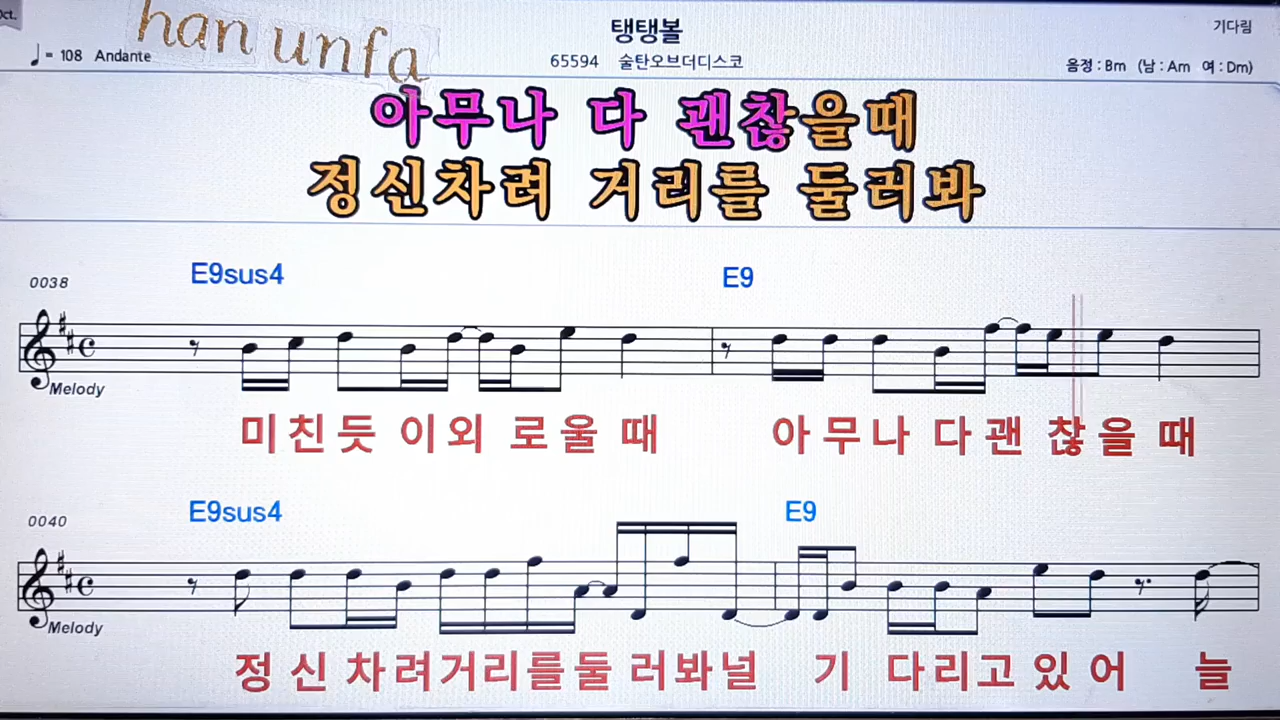 Oct.
han unfa
탱탱볼
기다림
♩= 108 Andante
65594 술탄오브더디스코
음정 : Bm (남 : Am 여 : Dm)
아무나 다 괜찮을때
정신차려 거리를 둘러봐
0038
E9sus4 E9
Melody
미 친 듯 이 외 로 울 때 아 무 나 다 괜 찮 을 때
0040
E9sus4 E9
Melody
정 신 차 려 거 리 를 둘 러 봐 널 기 다 리 고 있 어 늘